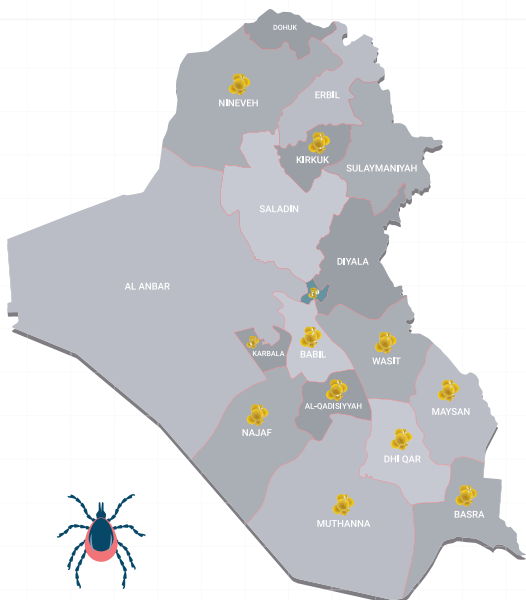 DOHUK
NINEVEH
ERBIL
KIRKUK
SULAYMANIYAH
SALADIN
DIYALA
AL ANBAR
KARBALA
BABIL
WASIT
AL-QADISIYYAH
MAYSAN
NAJAF
DHI QAR
MUTHANNA
BASRA